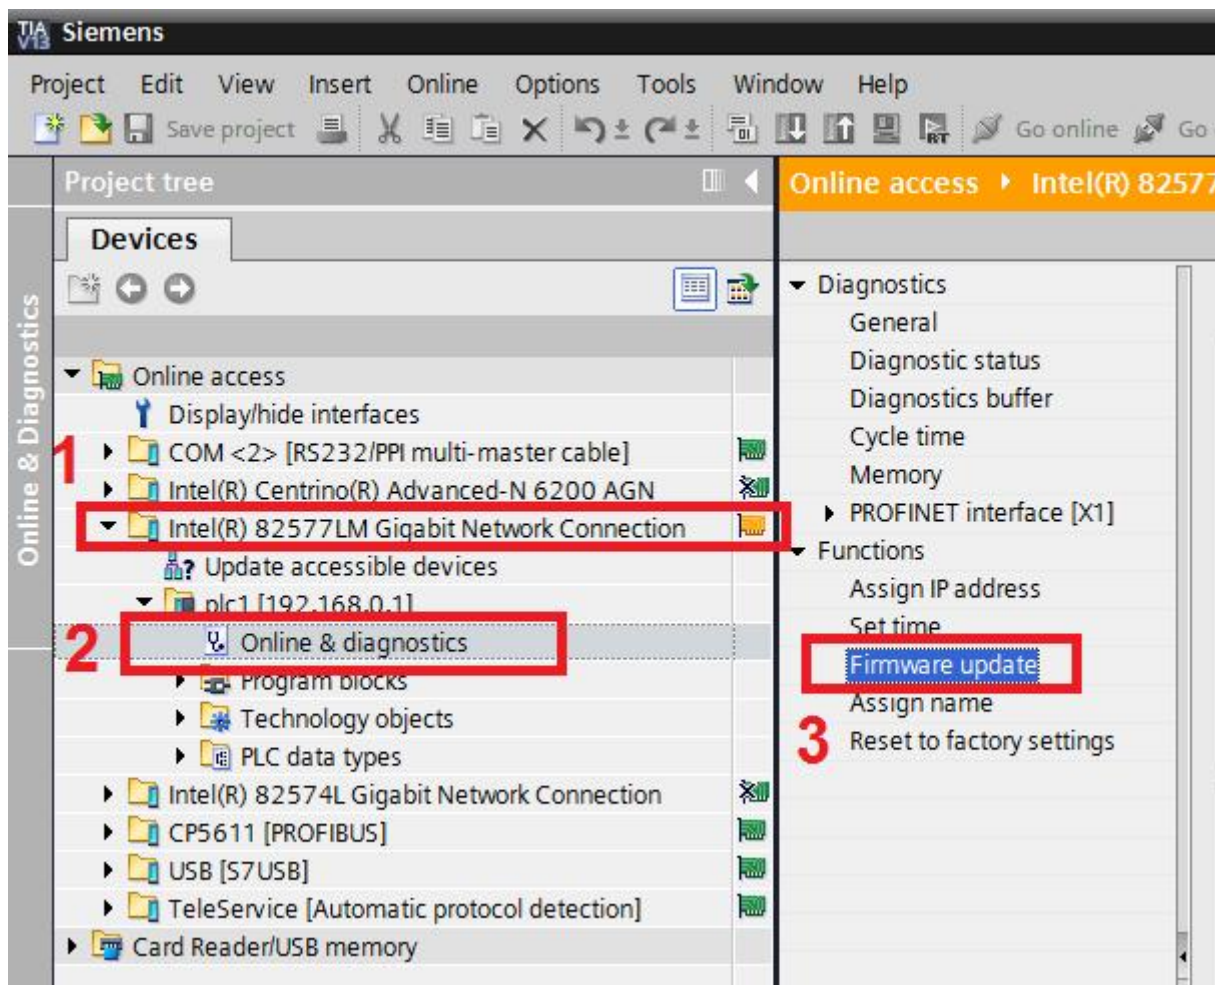 TIA V13 Siemens
Project Edit View Insert Online Options Tools Window Help
Save project Go online Go
Project tree
Online access Intel(R) 82577
Devices
Online & Diagnostics
Online access
Display/hide interfaces
1
COM <2> [RS232/PPI multi-master cable]
Intel(R) Centrino(R) Advanced-N 6200 AGN
Intel(R) 82577LM Gigabit Network Connection
Update accessible devices
plc1 [192.168.0.1]
2
Online & diagnostics
Program blocks
Technology objects
PLC data types
Intel(R) 82574L Gigabit Network Connection
CP5611 [PROFIBUS]
USB [S7USB]
TeleService [Automatic protocol detection]
Card Reader/USB memory
Diagnostics
General
Diagnostic status
Diagnostics buffer
Cycle time
Memory
PROFINET interface [X1]
Functions
Assign IP address
Set time
Firmware update
Assign name
3
Reset to factory settings